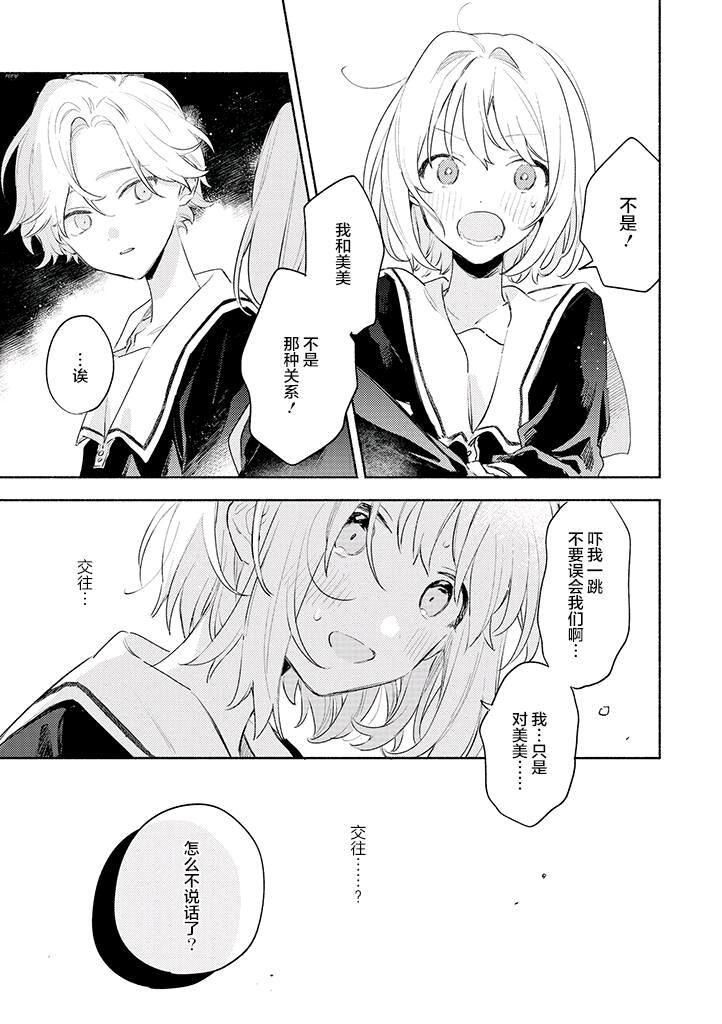 不是！
我和美美
不是
那种关系！
…诶
吓我一跳
不要误会我们啊…
我…只是
对美美……
交往…
交往……？
怎么不说话了？